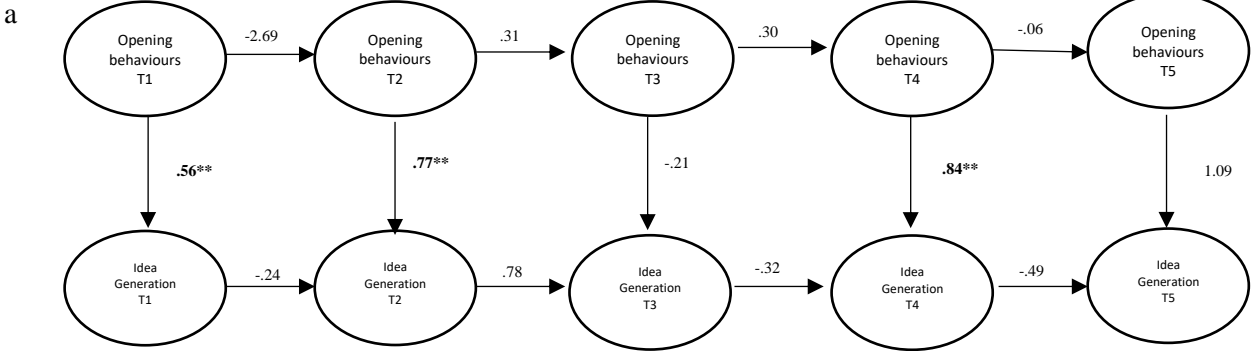 a
Opening
behaviours
T1
-2.69
Opening
behaviours
T2
.31
Opening
behaviours
T3
.30
Opening
behaviours
T4
-.06
Opening
behaviours
T5
.56**
.77**
-.21
.84**
1.09
Idea
Generation
T1
-.24
Idea
Generation
T2
.78
Idea
Generation
T3
-.32
Idea
Generation
T4
-.49
Idea
Generation
T5